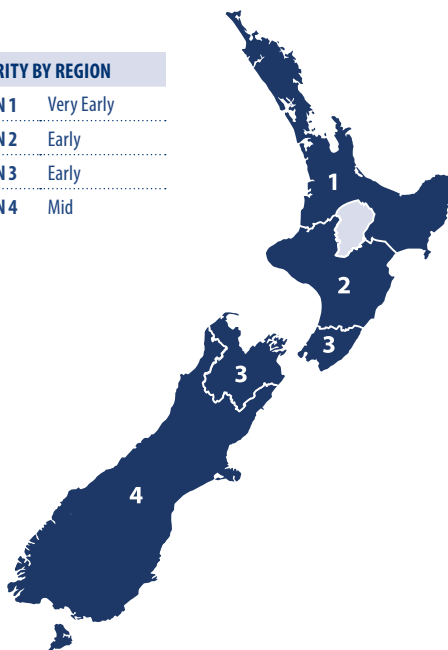 RITY BY REGION
N 1 Very Early
N 2 Early
N 3 Early
N 4 Mid
1
2
3
3
4